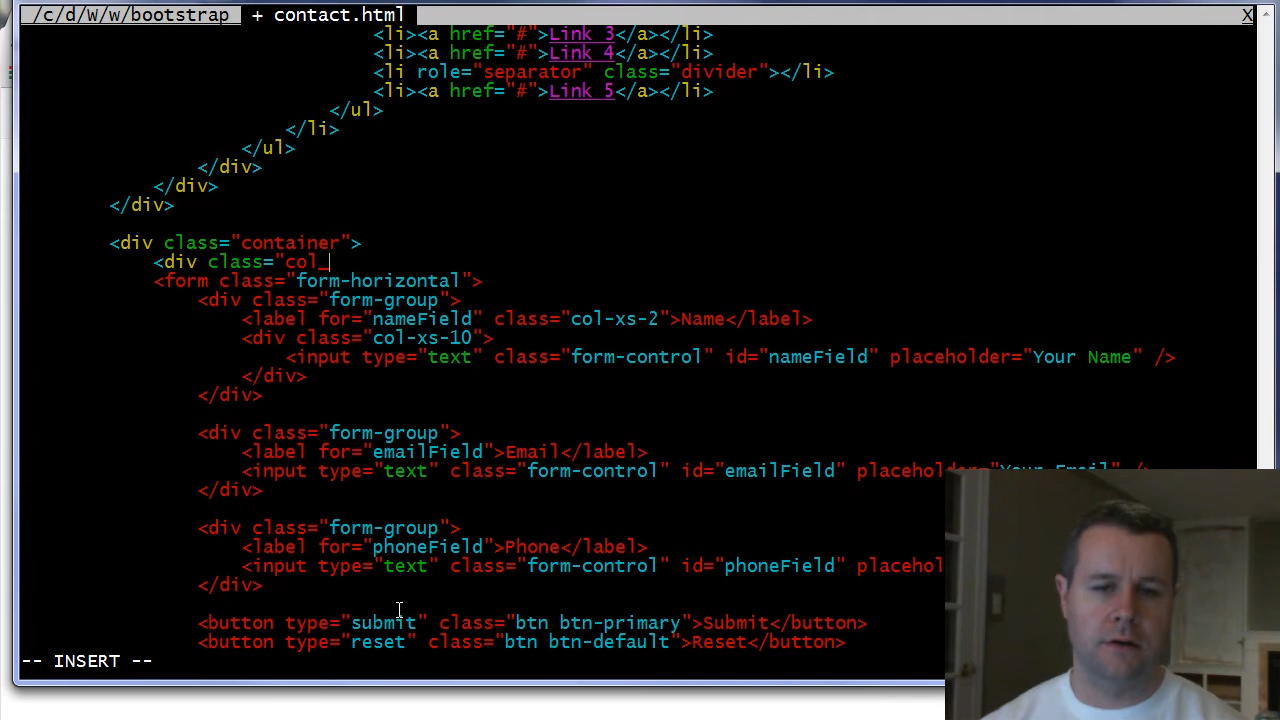 /c/d/W/w/bootstrap + contact.html X
<li><a href="#">Link 3</a></li>
<li><a href="#">Link 4</a></li>
<li role="separator" class="divider"></li>
<li><a href="#">Link 5</a></li>
</ul>
</li>
</ul>
</div>
</div>
</div>
<div class="container">
<div class="col_
<form class="form-horizontal">
<div class="form-group">
<label for="nameField" class="col-xs-2">Name</label>
<div class="col-xs-10">
<input type="text" class="form-control" id="nameField" placeholder="Your Name" />
</div>
</div>
<div class="form-group">
<label for="emailField">Email</label>
<input type="text" class="form-control" id="emailField" placeholder="Your Email" />
</div>
<div class="form-group">
<label for="phoneField">Phone</label>
<input type="text" class="form-control" id="phoneField" placehol
</div>
<button type="submit" class="btn btn-primary">Submit</button>
<button type="reset" class="btn btn-default">Reset</button>
-- INSERT --